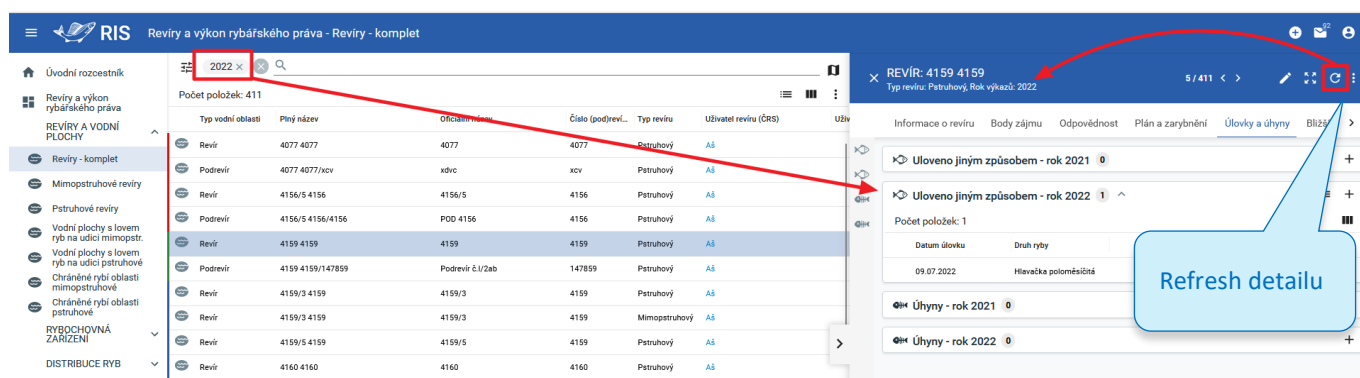 RIS Revíry a výkon rybářského práva - Revíry - komplet
92
Úvodní rozcestník
Revíry a výkon
rybářského práva
REVÍRY A VODNÍ
PLOCHY
Revíry - komplet
Mimopstruhové revíry
Pstruhové revíry
Vodní plochy s lovem
ryb na udici mimopstr.
Vodní plochy s lovem
ryb na udici pstruhové
Chráněné rybí oblasti
mimopstruhové
Chráněné rybí oblasti
pstruhové
RYBOCHOVNÁ
ZAŘÍZENÍ
DISTRIBUCE RYB
2022 ×
Počet položek: 411
Typ vodní oblasti Plný název Oficiální název Číslo (pod)reví... Typ revíru Uživatel revíru (ČRS) Uživ
Revír 4077 4077 4077 4077 Pstruhový Aš
Podrevír 4077 4077/xcv xdvc xcv Pstruhový Aš
Revír 4156/5 4156 4156/5 4156 Pstruhový Aš
Podrevír 4156/5 4156/4156 POD 4156 4156 Pstruhový Aš
Revír 4159 4159 4159 4159 Pstruhový Aš
Podrevír 4159 4159/147859 Podrevír č.I/2ab 147859 Pstruhový Aš
Revír 4159/3 4159 4159/3 4159 Pstruhový Aš
Revír 4159/3 4159 4159/3 4159 Mimopstruhový Aš
Revír 4159/5 4159 4159/5 4159 Pstruhový Aš
Revír 4160 4160 4160 4160 Pstruhový Aš
REVÍR: 4159 4159
Typ revíru: Pstruhový, Rok výkazů: 2022
5 / 411
Informace o revíru Body zájmu Odpovědnost Plán a zarybnění Úlovky a úhyny Bližš
Uloveno jiným způsobem - rok 2021 0
Uloveno jiným způsobem - rok 2022 1
Počet položek: 1
Datum úlovku Druh ryby
09.07.2022 Hlavačka poloměsíčitá
Úhyny - rok 2021 0
Úhyny - rok 2022 0
Refresh detailu